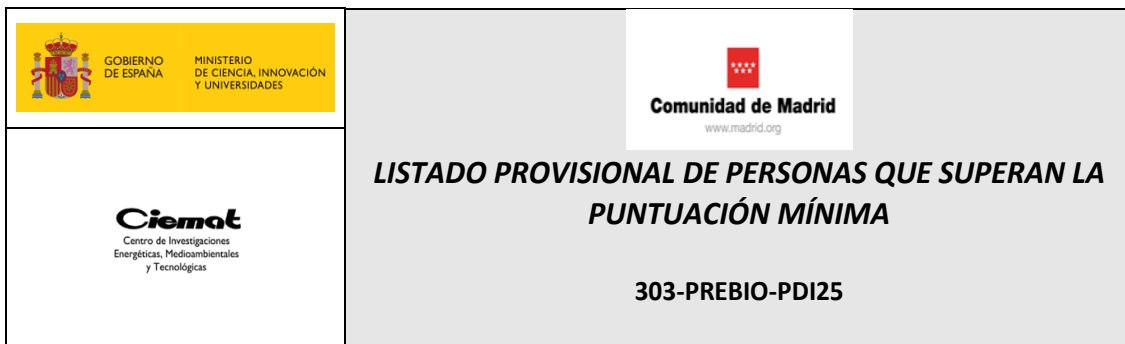 GOBIERNO
DE ESPAÑA
MINISTERIO
DE CIENCIA, INNOVACIÓN
Y UNIVERSIDADES
Comunidad de Madrid
www.madrid.org
Ciemat
Centro de Investigaciones
Energéticas, Medioambientales
y Tecnológicas
LISTADO PROVISIONAL DE PERSONAS QUE SUPERAN LA
PUNTUACIÓN MÍNIMA
303-PREBIO-PDI25